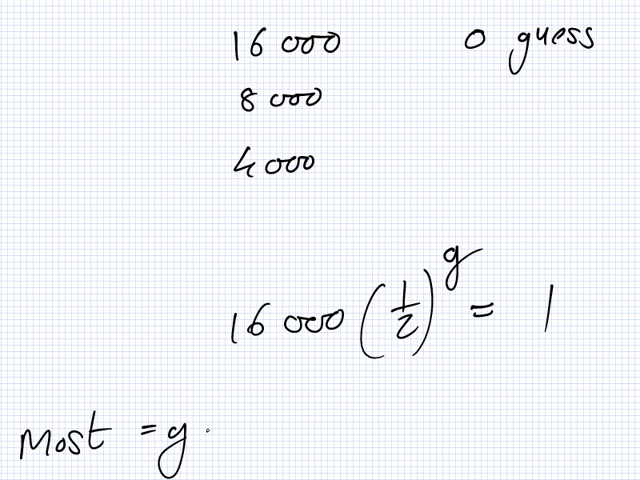 16 000 0 guess
8 000
4 000
16 000 (1/2)^g = 1
Most = g.